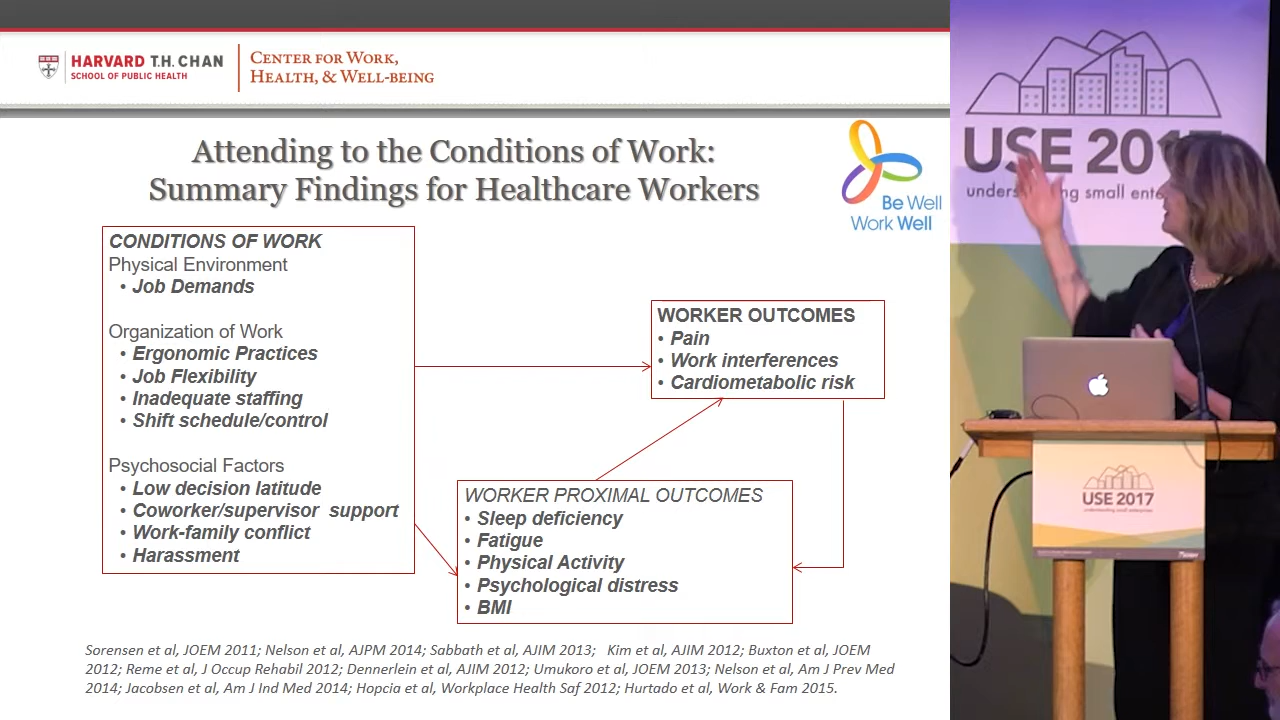 HARVARD T.H. CHAN
SCHOOL OF PUBLIC HEALTH
CENTER FOR WORK,
HEALTH, & WELL-BEING
Attending to the Conditions of Work:
Summary Findings for Healthcare Workers
Be Well
Work Well
CONDITIONS OF WORK
Physical Environment
• Job Demands
Organization of Work
• Ergonomic Practices
• Job Flexibility
• Inadequate staffing
• Shift schedule/control
Psychosocial Factors
• Low decision latitude
• Coworker/supervisor support
• Work-family conflict
• Harassment
WORKER OUTCOMES
• Pain
• Work interferences
• Cardiometabolic risk
WORKER PROXIMAL OUTCOMES
• Sleep deficiency
• Fatigue
• Physical Activity
• Psychological distress
• BMI
Sorensen et al, JOEM 2011; Nelson et al, AJPM 2014; Sabbath et al, AJIM 2013; Kim et al, AJIM 2012; Buxton et al, JOEM
2012; Reme et al, J Occup Rehabil 2012; Dennerlein et al, AJIM 2012; Umukoro et al, JOEM 2013; Nelson et al, Am J Prev Med
2014; Jacobsen et al, Am J Ind Med 2014; Hopcia et al, Workplace Health Saf 2012; Hurtado et al, Work & Fam 2015.
USE 2017
small
USE 2017
understanding small enterprises